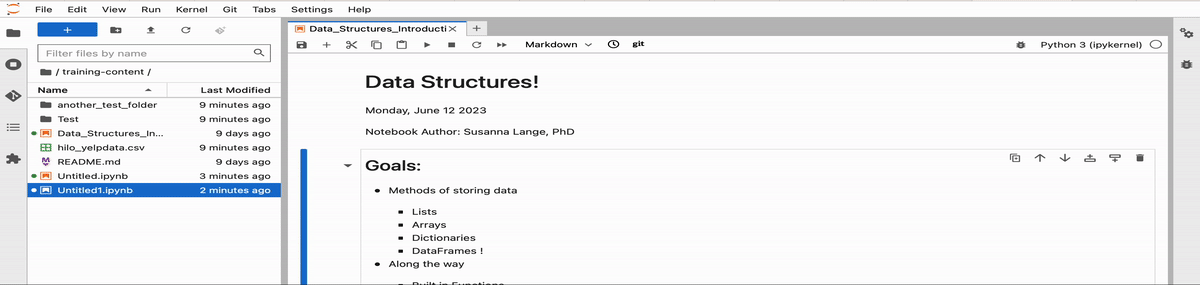 File Edit View Run Kernel Git Tabs Settings Help
Data_Structures_Introducti
Filter files by name
Markdown
git
Python 3 (ipykernel)
/ training-content /
Name Last Modified
another_test_folder 9 minutes ago
Test 9 minutes ago
Data_Structures_In... 9 days ago
hilo_yelpdata.csv 9 minutes ago
README.md 9 days ago
Untitled.ipynb 3 minutes ago
Untitled1.ipynb 2 minutes ago
Data Structures!
Monday, June 12 2023
Notebook Author: Susanna Lange, PhD
Goals:
Methods of storing data
Lists
Arrays
Dictionaries
DataFrames !
Along the way
Built in Functions